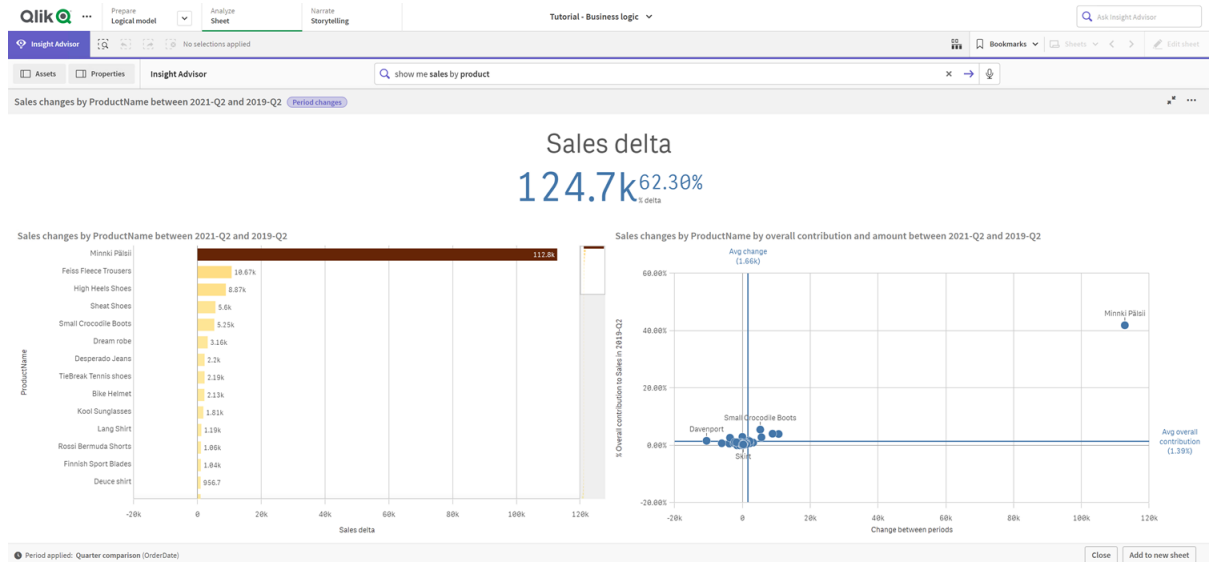 Qlik
Prepare
Logical model
Analyze
Sheet
Narrate
Storytelling
Tutorial - Business logic
Ask Insight Advisor
Insight Advisor
No selections applied
Bookmarks
Sheets
Edit sheet
Assets
Properties
Insight Advisor
show me sales by product
Sales changes by ProductName between 2021-Q2 and 2019-Q2
Period changes
Sales delta
124.7k
62.30%
% delta
Sales changes by ProductName between 2021-Q2 and 2019-Q2
ProductName
Minnki Pälsii
112.8k
Feiss Fleece Trousers
10.67k
High Heels Shoes
8.87k
Sheat Shoes
5.6k
Small Crocodile Boots
5.25k
Dream robe
3.16k
Desperado Jeans
2.2k
TieBreak Tennis shoes
2.19k
Bike Helmet
2.13k
Kool Sunglasses
1.81k
Lang Shirt
1.19k
Rossi Bermuda Shorts
1.06k
Finnish Sport Blades
1.04k
Deuce shirt
956.7
-20k 0 20k 40k 60k 80k 100k 120k
Sales delta
Sales changes by ProductName by overall contribution and amount between 2021-Q2 and 2019-Q2
Avg change
(1.66k)
% Overall contribution to Sales in 2019-Q2
60.00%
40.00%
20.00%
0.00%
-20.00%
Minnki Pälsii
Small Crocodile Boots
Davenport
Skirt
Avg overall
contribution
(1.39%)
-20k 0 20k 40k 60k 80k 100k 120k
Change between periods
Period applied: Quarter comparison (OrderDate)
Close
Add to new sheet